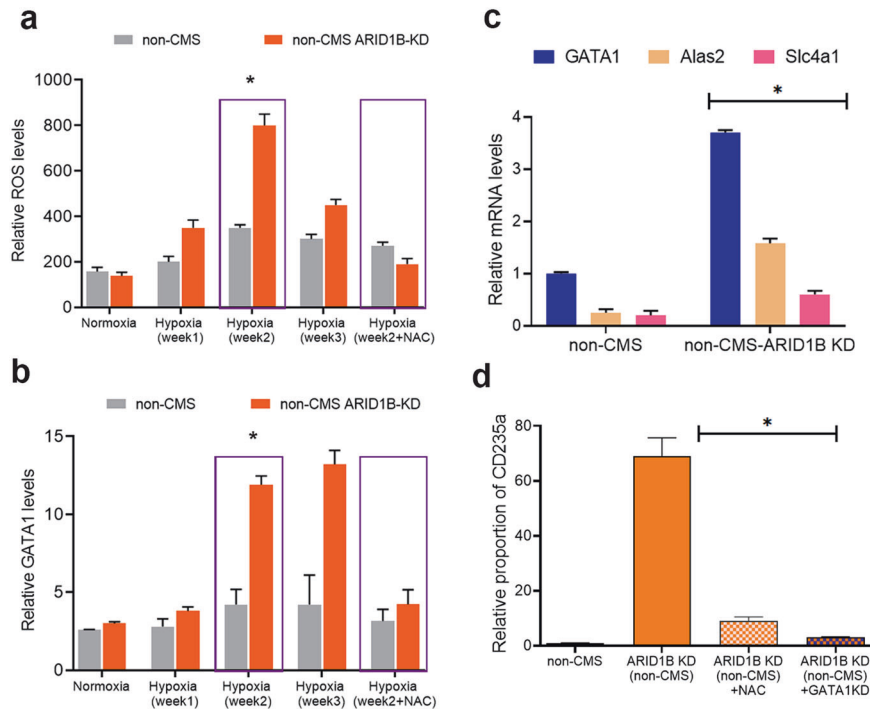 a
non-CMS
non-CMS ARID1B-KD
Relative ROS levels
1000
800
600
400
200
0
*
Normoxia
Hypoxia
(week1)
Hypoxia
(week2)
Hypoxia
(week3)
Hypoxia
(week2+NAC)
b
non-CMS
non-CMS ARID1B-KD
Relative GATA1 levels
15
10
5
0
*
Normoxia
Hypoxia
(week1)
Hypoxia
(week2)
Hypoxia
(week3)
Hypoxia
(week2+NAC)
c
GATA1
Alas2
Slc4a1
Relative mRNA levels
4
3
2
1
0
*
non-CMS
non-CMS-ARID1B KD
d
Relative proportion of CD235a
80
60
40
20
0
*
non-CMS
ARID1B KD
(non-CMS)
ARID1B KD
(non-CMS)
+NAC
ARID1B KD
(non-CMS)
+GATA1KD